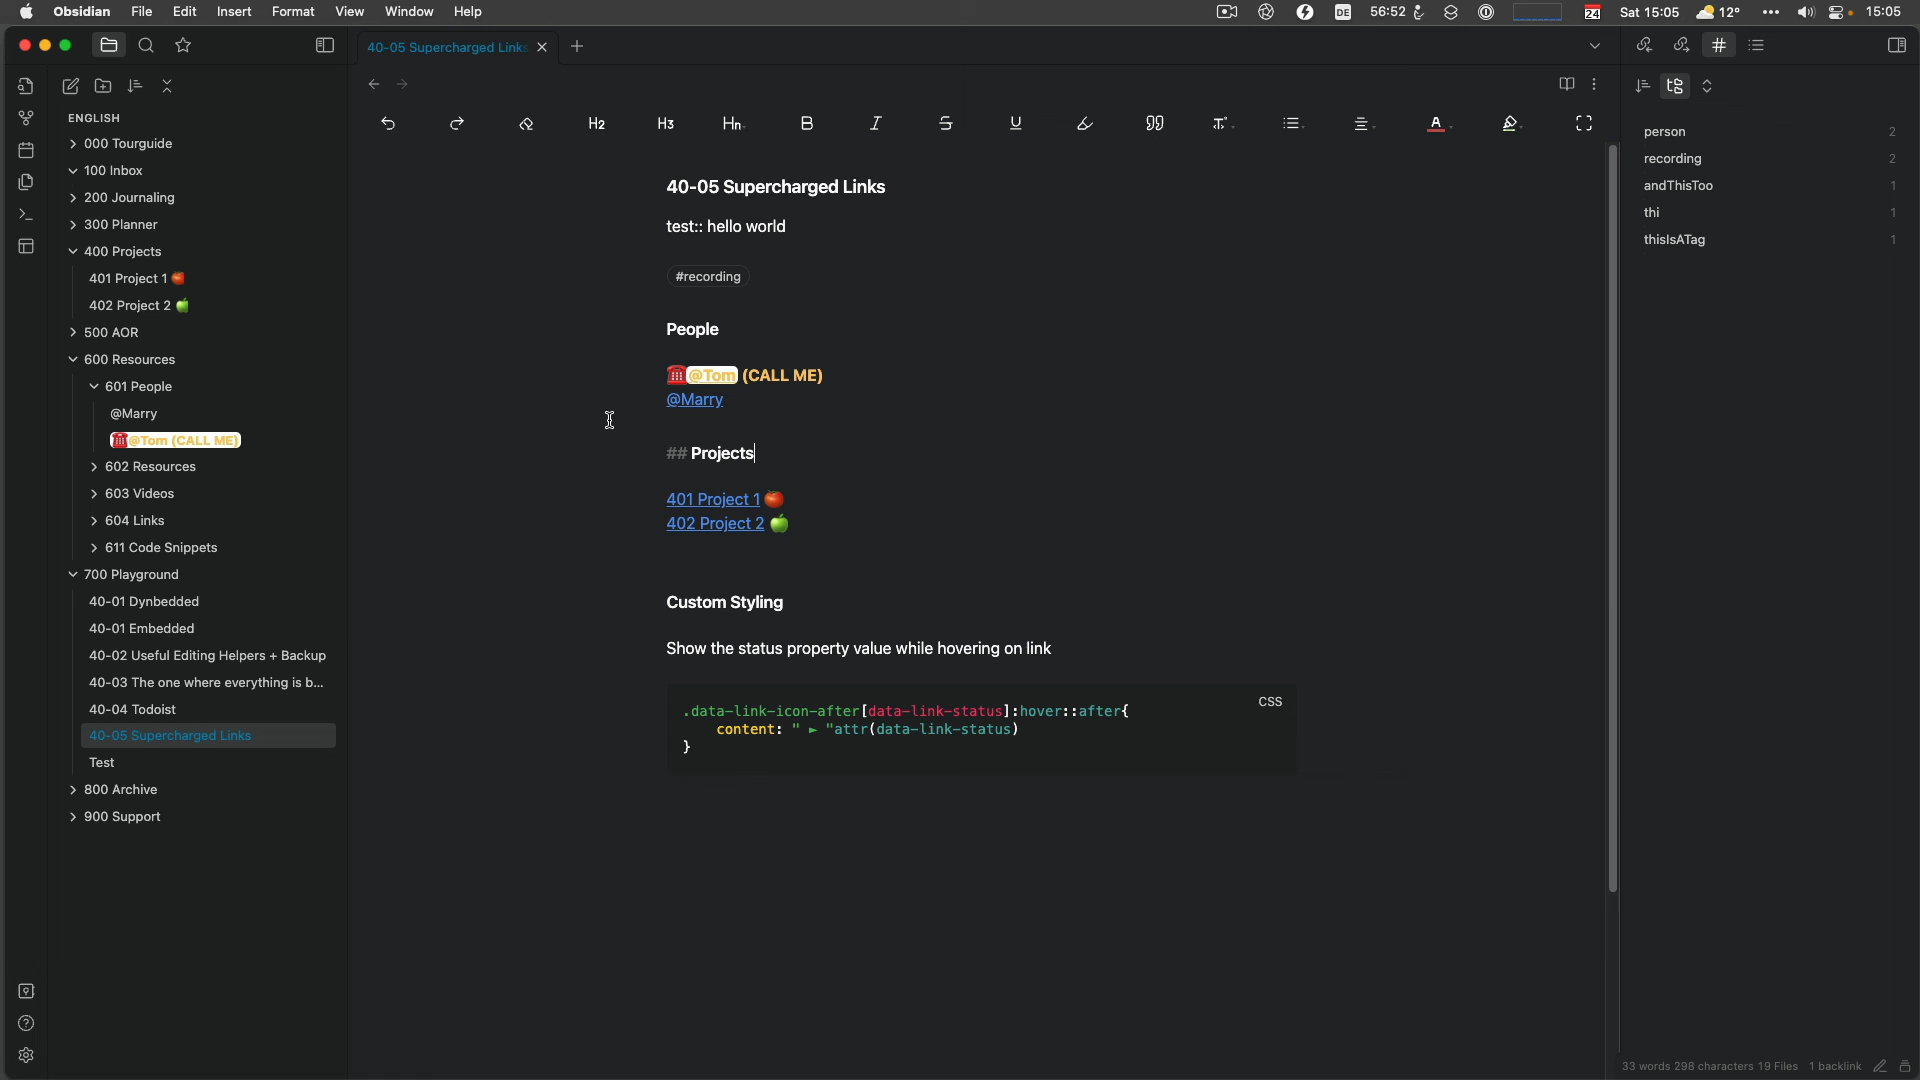 Obsidian File Edit Insert Format View Window Help DE 56:52 24 Sat 15:05 12° 15:05
40-05 Supercharged Links
H2 H3 Hn B I S U A
ENGLISH
000 Tourguide
100 Inbox
200 Journaling
300 Planner
400 Projects
401 Project 1
402 Project 2
500 AOR
600 Resources
601 People
@Marry
@Tom (CALL ME)
602 Resources
603 Videos
604 Links
611 Code Snippets
700 Playground
40-01 Dynbedded
40-01 Embedded
40-02 Useful Editing Helpers + Backup
40-03 The one where everything is b...
40-04 Todoist
40-05 Supercharged Links
Test
800 Archive
900 Support
40-05 Supercharged Links
test:: hello world
#recording
People
@Tom (CALL ME)
@Marry
## Projects
401 Project 1
402 Project 2
Custom Styling
Show the status property value while hovering on link
CSS
.data-link-icon-after[data-link-status]:hover::after{
content: " ► "attr(data-link-status)
}
person 2
recording 2
andThisToo 1
thi 1
thisIsATag 1
33 words 298 characters 19 Files 1 backlink